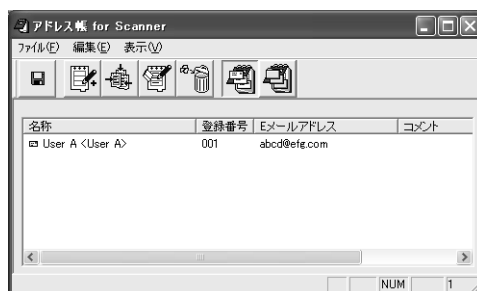 アドレス帳 for Scanner
ファイル(F) 編集(E) 表示(V)
名称 登録番号 Eメールアドレス コメント
User A <User A> 001 abcd@efg.com
NUM 1